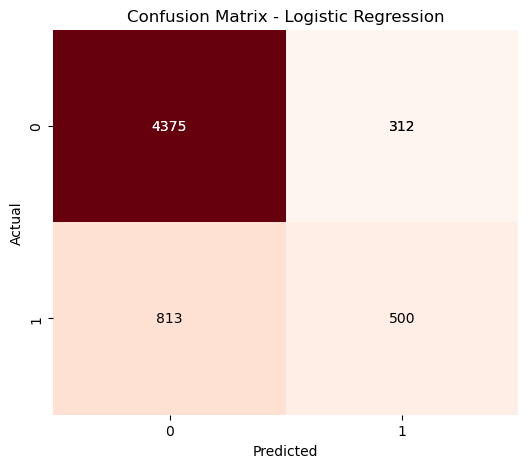 Confusion Matrix - Logistic Regression
0
4375
312
Actual
1
813
500
0
1
Predicted